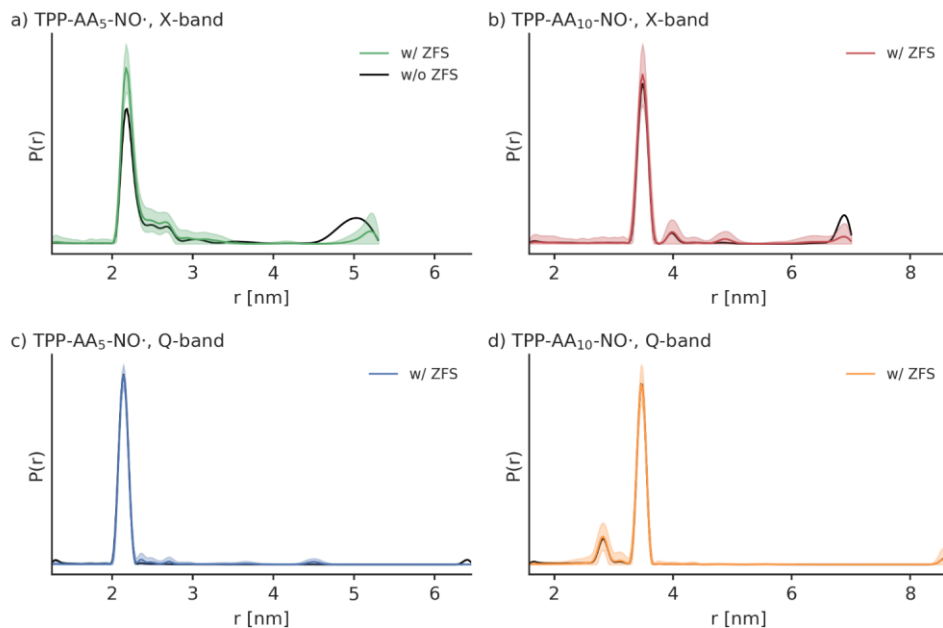 a) TPP-AA₅-NO·, X-band
w/ ZFS
w/o ZFS
P(r)
2 3 4 5 6
r [nm]
b) TPP-AA₁₀-NO·, X-band
w/ ZFS
P(r)
2 4 6 8
r [nm]
c) TPP-AA₅-NO·, Q-band
w/ ZFS
P(r)
2 3 4 5 6
r [nm]
d) TPP-AA₁₀-NO·, Q-band
w/ ZFS
P(r)
2 4 6 8
r [nm]